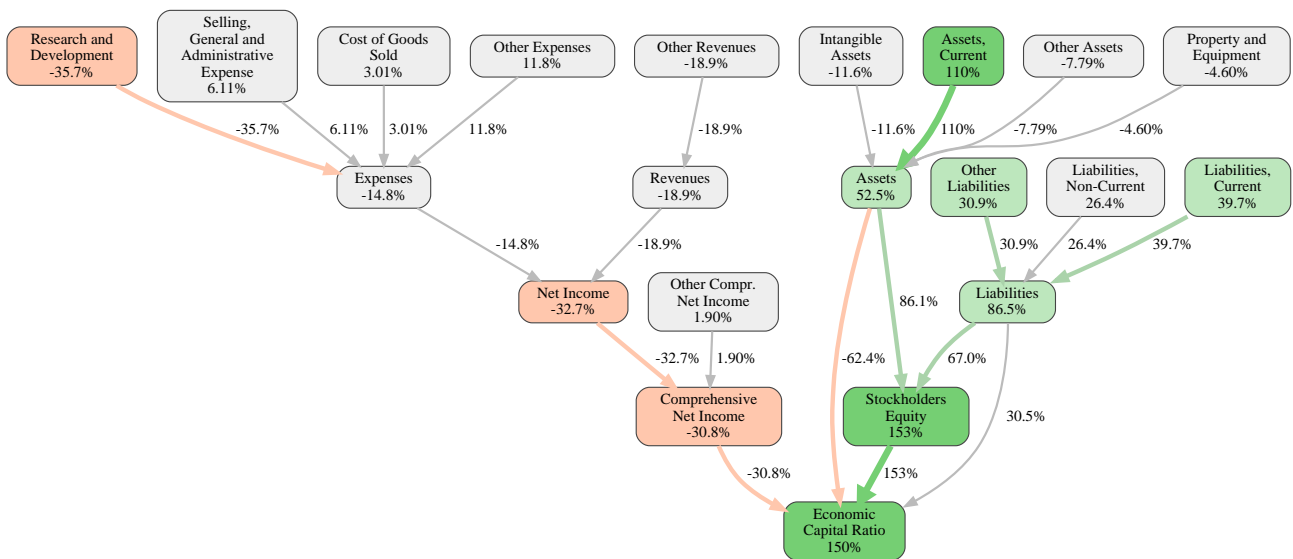 Research and
Development
-35.7%
Selling,
General and
Administrative
Expense
6.11%
Cost of Goods
Sold
3.01%
Other Expenses
11.8%
Other Revenues
-18.9%
Intangible
Assets
-11.6%
Assets,
Current
110%
Other Assets
-7.79%
Property and
Equipment
-4.60%
-35.7%
6.11%
3.01%
11.8%
-18.9%
-11.6%
110%
-7.79%
-4.60%
Expenses
-14.8%
Revenues
-18.9%
Assets
52.5%
Other
Liabilities
30.9%
Liabilities,
Non-Current
26.4%
Liabilities,
Current
39.7%
-14.8%
-18.9%
30.9%
26.4%
39.7%
Net Income
-32.7%
Other Compr.
Net Income
1.90%
86.1%
Liabilities
86.5%
-32.7%
1.90%
-62.4%
67.0%
Comprehensive
Net Income
-30.8%
Stockholders
Equity
153%
30.5%
-30.8%
153%
Economic
Capital Ratio
150%